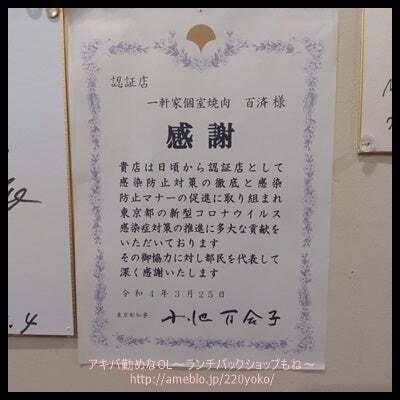 認証店
一軒家個室焼肉　百済 様
感謝
貴店は日頃から認証店として
感染防止対策の徹底と感染
防止マナーの促進に取り組まれ
東京都の新型コロナウイルス
感染症対策の推進に多大な貢献を
いただいております
その御協力に対し都民を代表して
深く感謝いたします
令和４年３月２５日
東京都知事　小池百合子
アキバ勤めなOL～ランチパックショップもね～
http://ameblo.jp/220yoko/